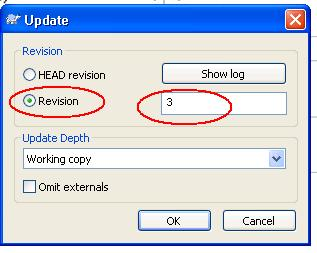 Update
Revision
HEAD revision
Show log
Revision
3
Update Depth
Working copy
Omit externals
OK
Cancel